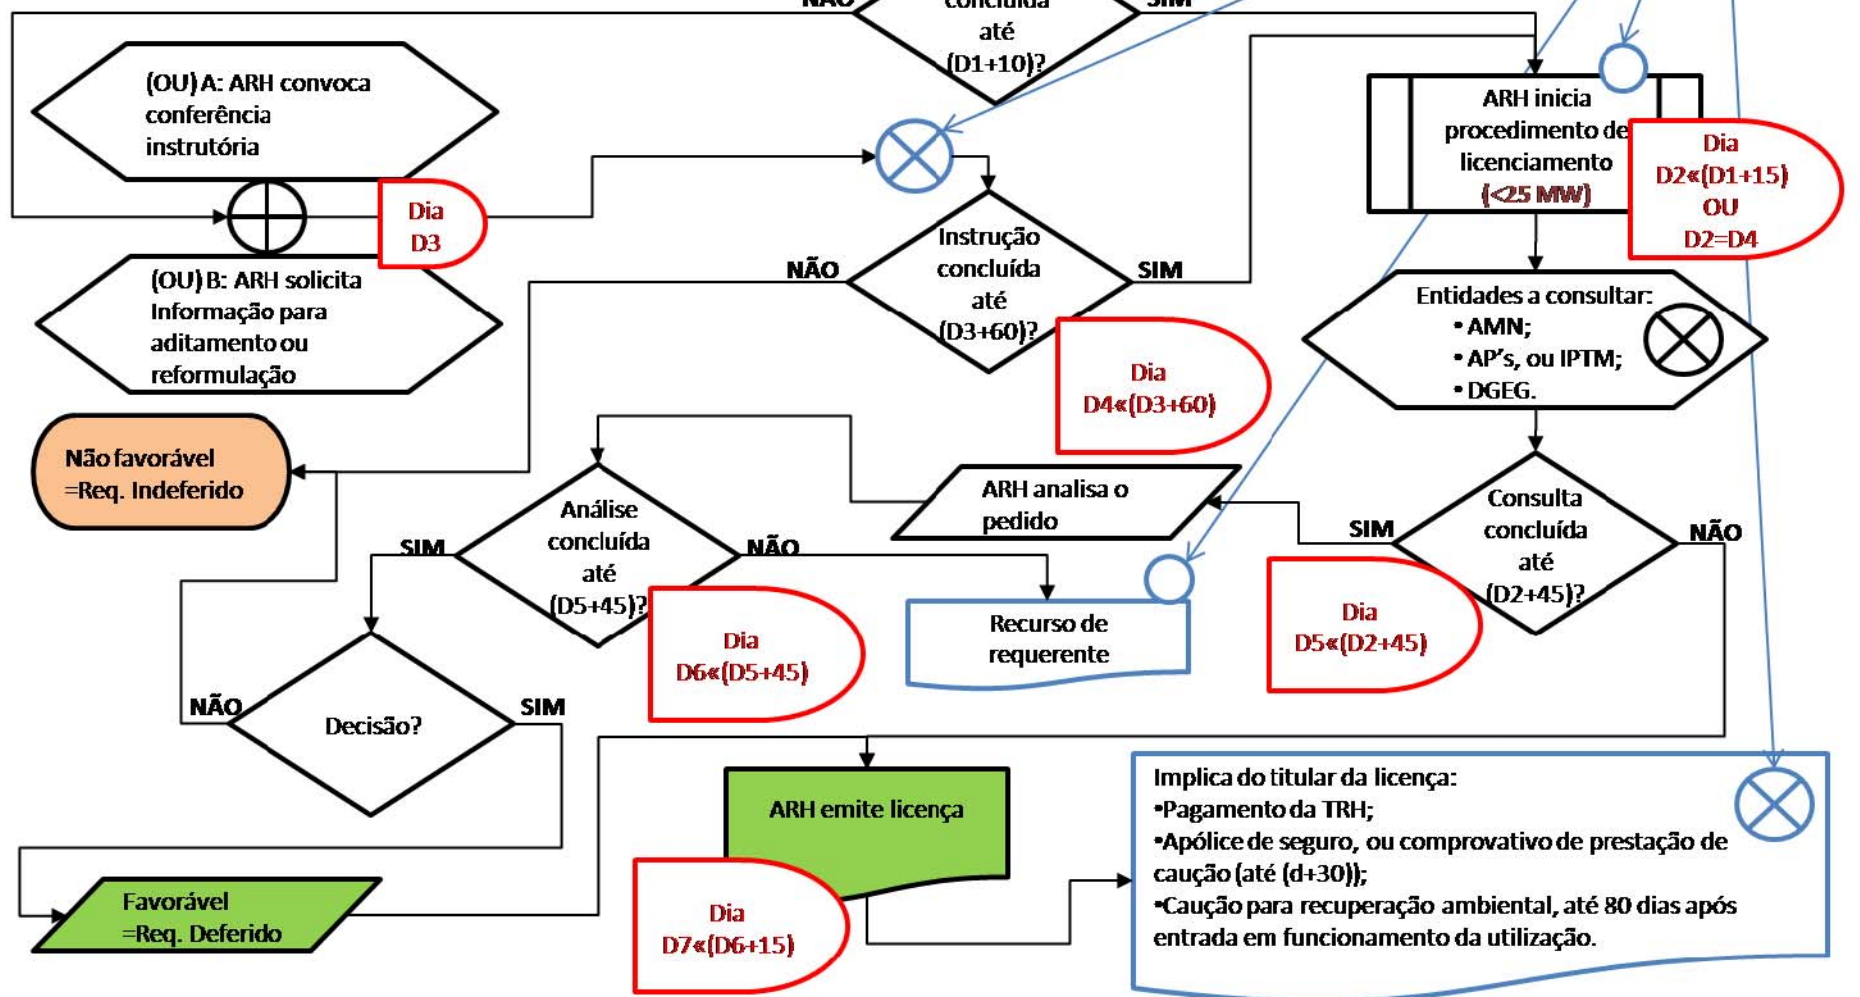 NÃO
concluída
até
(D1+10)?
SIM
(OU) A: ARH convoca
conferência
instrutória
Dia
D3
(OU) B: ARH solicita
Informação para
aditamento ou
reformulação
Instrução
concluída
até
(D3+60)?
NÃO
SIM
Dia
D4«(D3+60)
ARH inicia
procedimento de
licenciamento
(<25 MW)
Dia
D2«(D1+15)
OU
D2=D4
Entidades a consultar:
• AMN;
• AP's, ou IPTM;
• DGEG.
Não favorável
=Req. Indeferido
Análise
concluída
até
(D5+45)?
SIM
NÃO
ARH analisa o
pedido
Consulta
concluída
até
(D2+45)?
SIM
NÃO
Dia
D6«(D5+45)
Recurso de
requerente
Dia
D5«(D2+45)
NÃO
Decisão?
SIM
ARH emite licença
Dia
D7«(D6+15)
Favorável
=Req. Deferido
Implica do titular da licença:
•Pagamento da TRH;
•Apólice de seguro, ou comprovativo de prestação de
caução (até (d+30));
•Caução para recuperação ambiental, até 80 dias após
entrada em funcionamento da utilização.